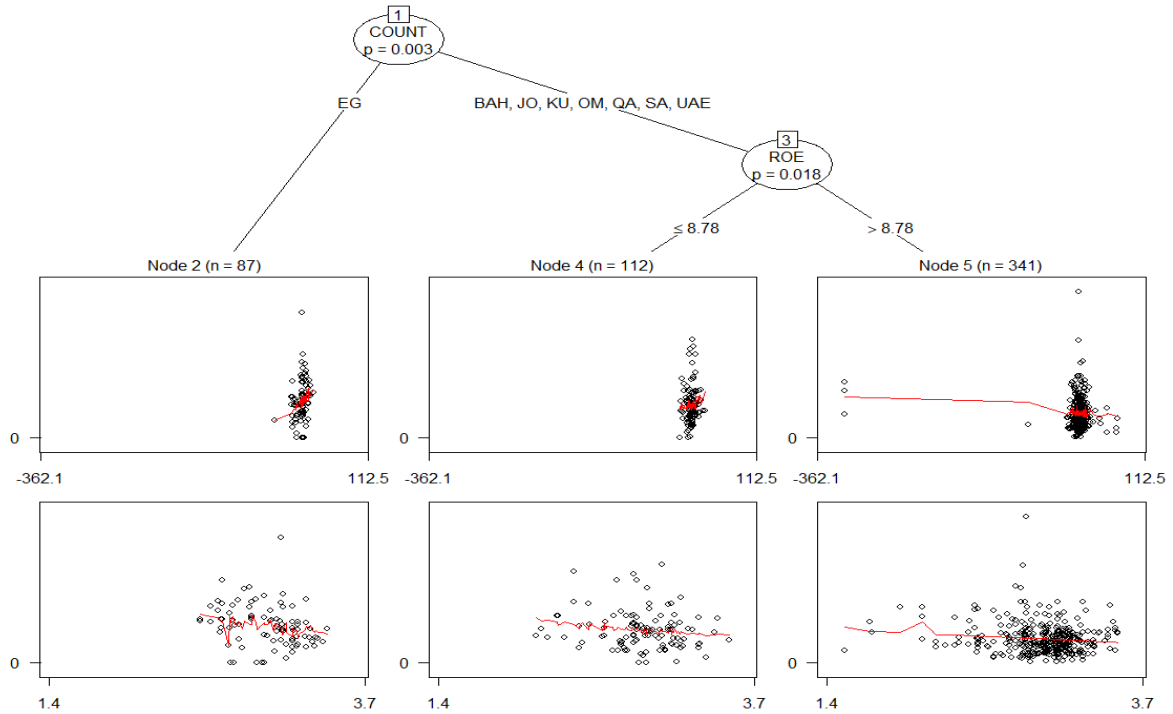 1
COUNT
p = 0.003
EG
BAH, JO, KU, OM, QA, SA, UAE
3
ROE
p = 0.018
≤ 8.78
> 8.78
Node 2 (n = 87)
Node 4 (n = 112)
Node 5 (n = 341)
0
0
0
-362.1
112.5
-362.1
112.5
-362.1
112.5
0
0
0
1.4
3.7
1.4
3.7
1.4
3.7